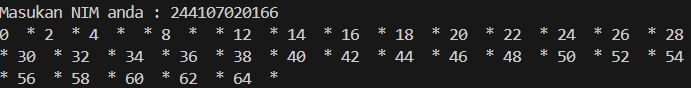 Masukan NIM anda : 244107020166
0  * 2  * 4  *  * 8  *  * 12  * 14  * 16  * 18  * 20  * 22  * 24  * 26  * 28
* 30  * 32  * 34  * 36  * 38  * 40  * 42  * 44  * 46  * 48  * 50  * 52  * 54
* 56  * 58  * 60  * 62  * 64  *